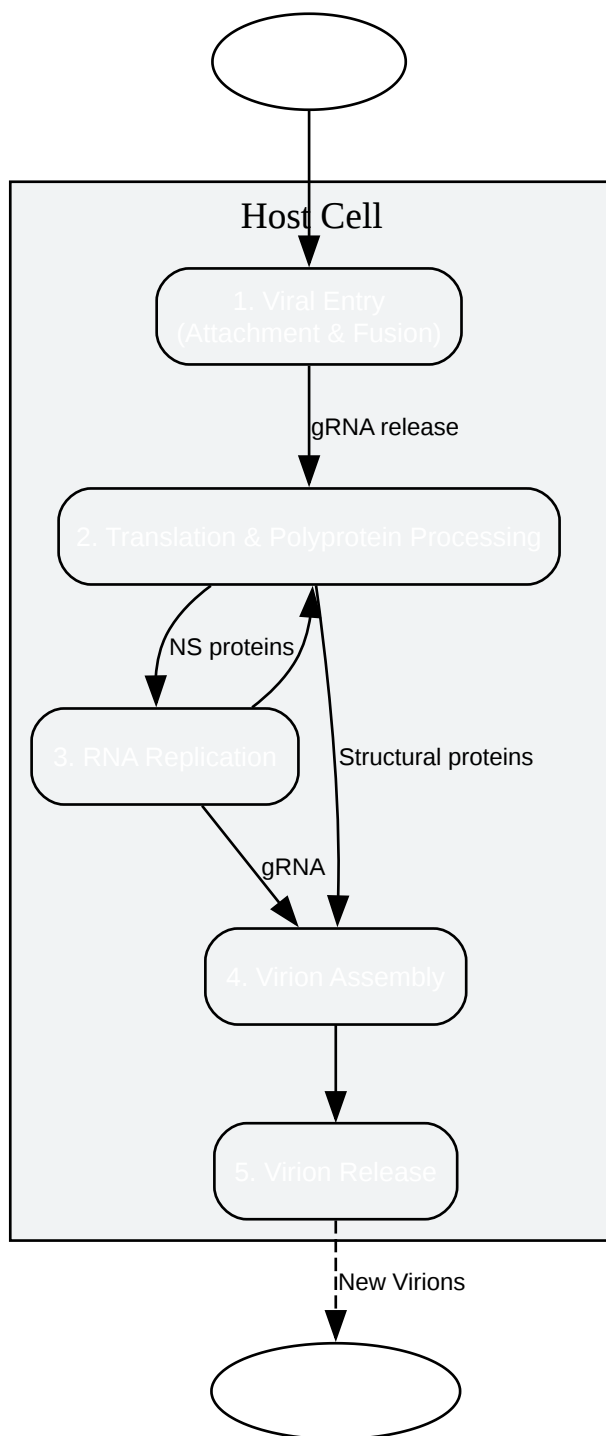 Host Cell
1. Viral Entry
(Attachment & Fusion)
gRNA release
2. Translation & Polyprotein Processing
NS proteins
3. RNA Replication
Structural proteins
gRNA
4. Virion Assembly
5. Virion Release
New Virions